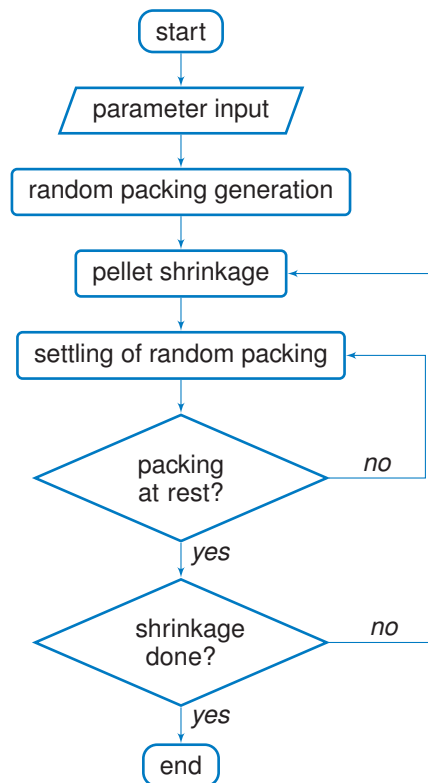 start
parameter input
random packing generation
pellet shrinkage
settling of random packing
packing
at rest?
no
yes
shrinkage
done?
no
yes
end